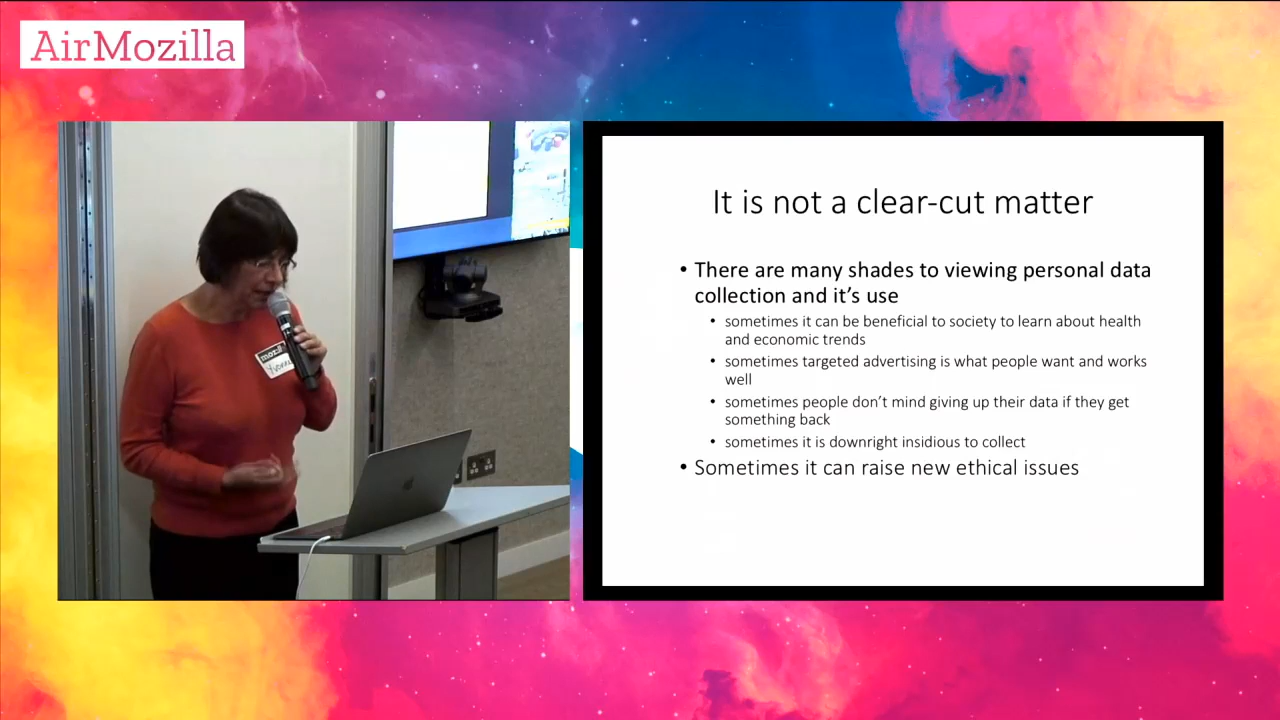 AirMozilla
mozilla
It is not a clear-cut matter
• There are many shades to viewing personal data
collection and it's use
• sometimes it can be beneficial to society to learn about health
and economic trends
• sometimes targeted advertising is what people want and works
well
• sometimes people don't mind giving up their data if they get
something back
• sometimes it is downright insidious to collect
• Sometimes it can raise new ethical issues